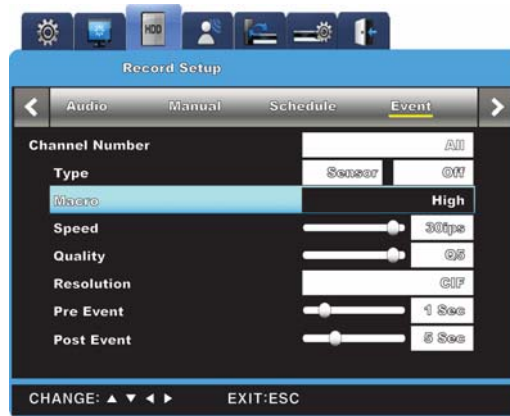 HDD
Record Setup
Audio Manual Schedule Event
Channel Number All
Type Sensor Off
Macro High
Speed 30ips
Quality Q5
Resolution CIF
Pre Event 1 Sec
Post Event 5 Sec
CHANGE: ▲ ▼ ◀ ▶ EXIT:ESC